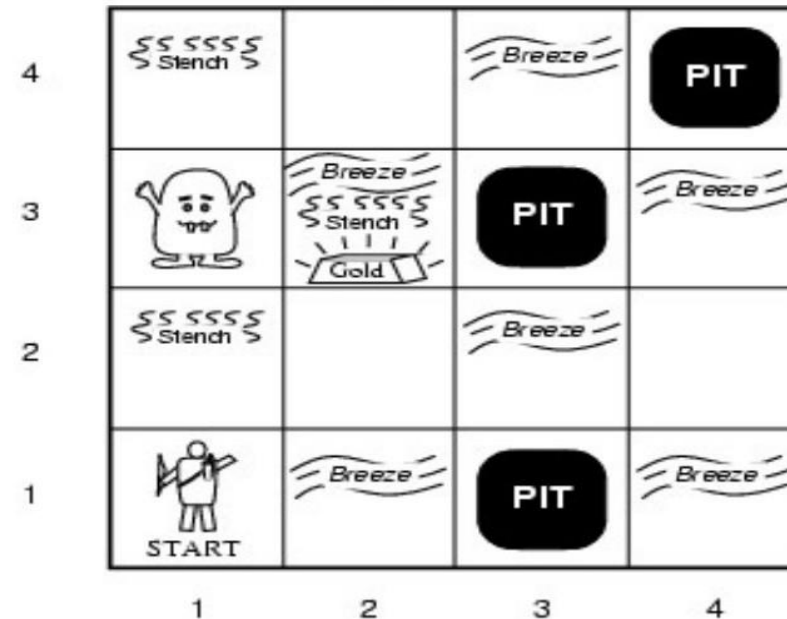 4
Stench
Breeze
PIT
3
Breeze
Stench
Gold
PIT
Breeze
2
Stench
Breeze
1
START
Breeze
PIT
Breeze
1 2 3 4